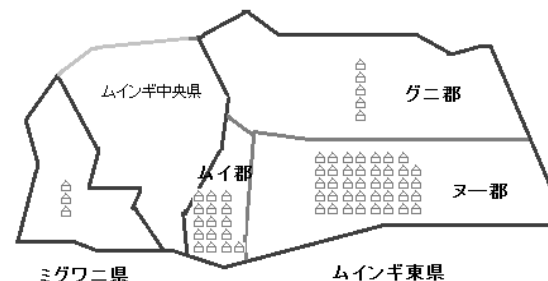 ムインギ中央県
グニ郡
ムイ郡
ヌー郡
ミグワニ県
ムインギ東県